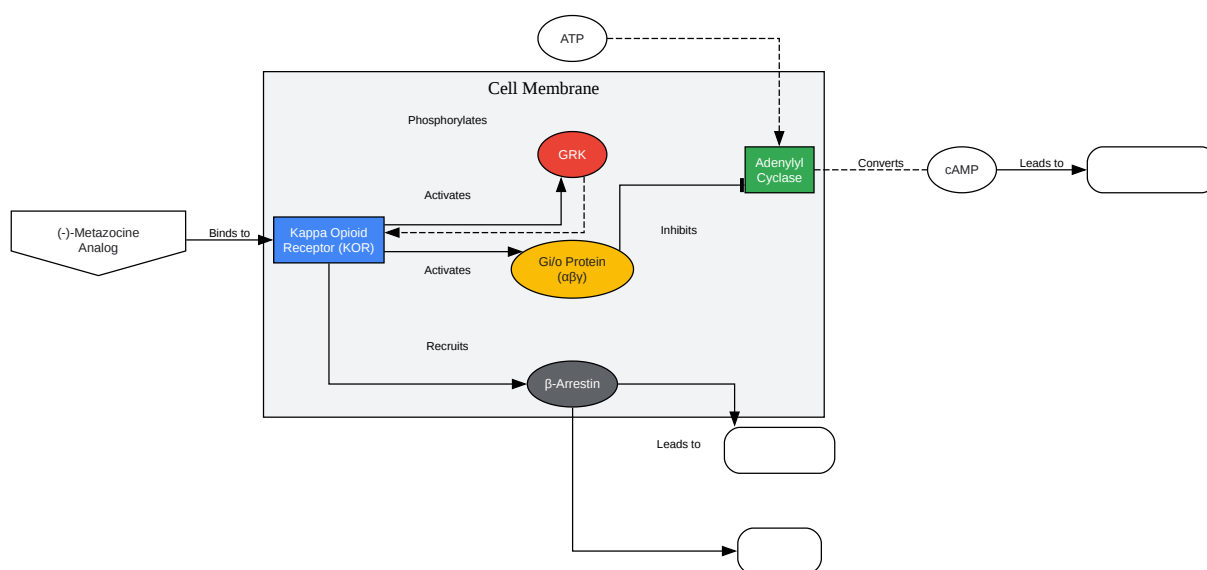 ATP
Cell Membrane
Phosphorylates
GRK
Adenylyl
Cyclase
Converts
cAMP
Leads to
Activates
(-)-Metazocine
Analog
Binds to
Kappa Opioid
Receptor (KOR)
Inhibits
Activates
Gi/o Protein
(αβγ)
Recruits
β-Arrestin
Leads to